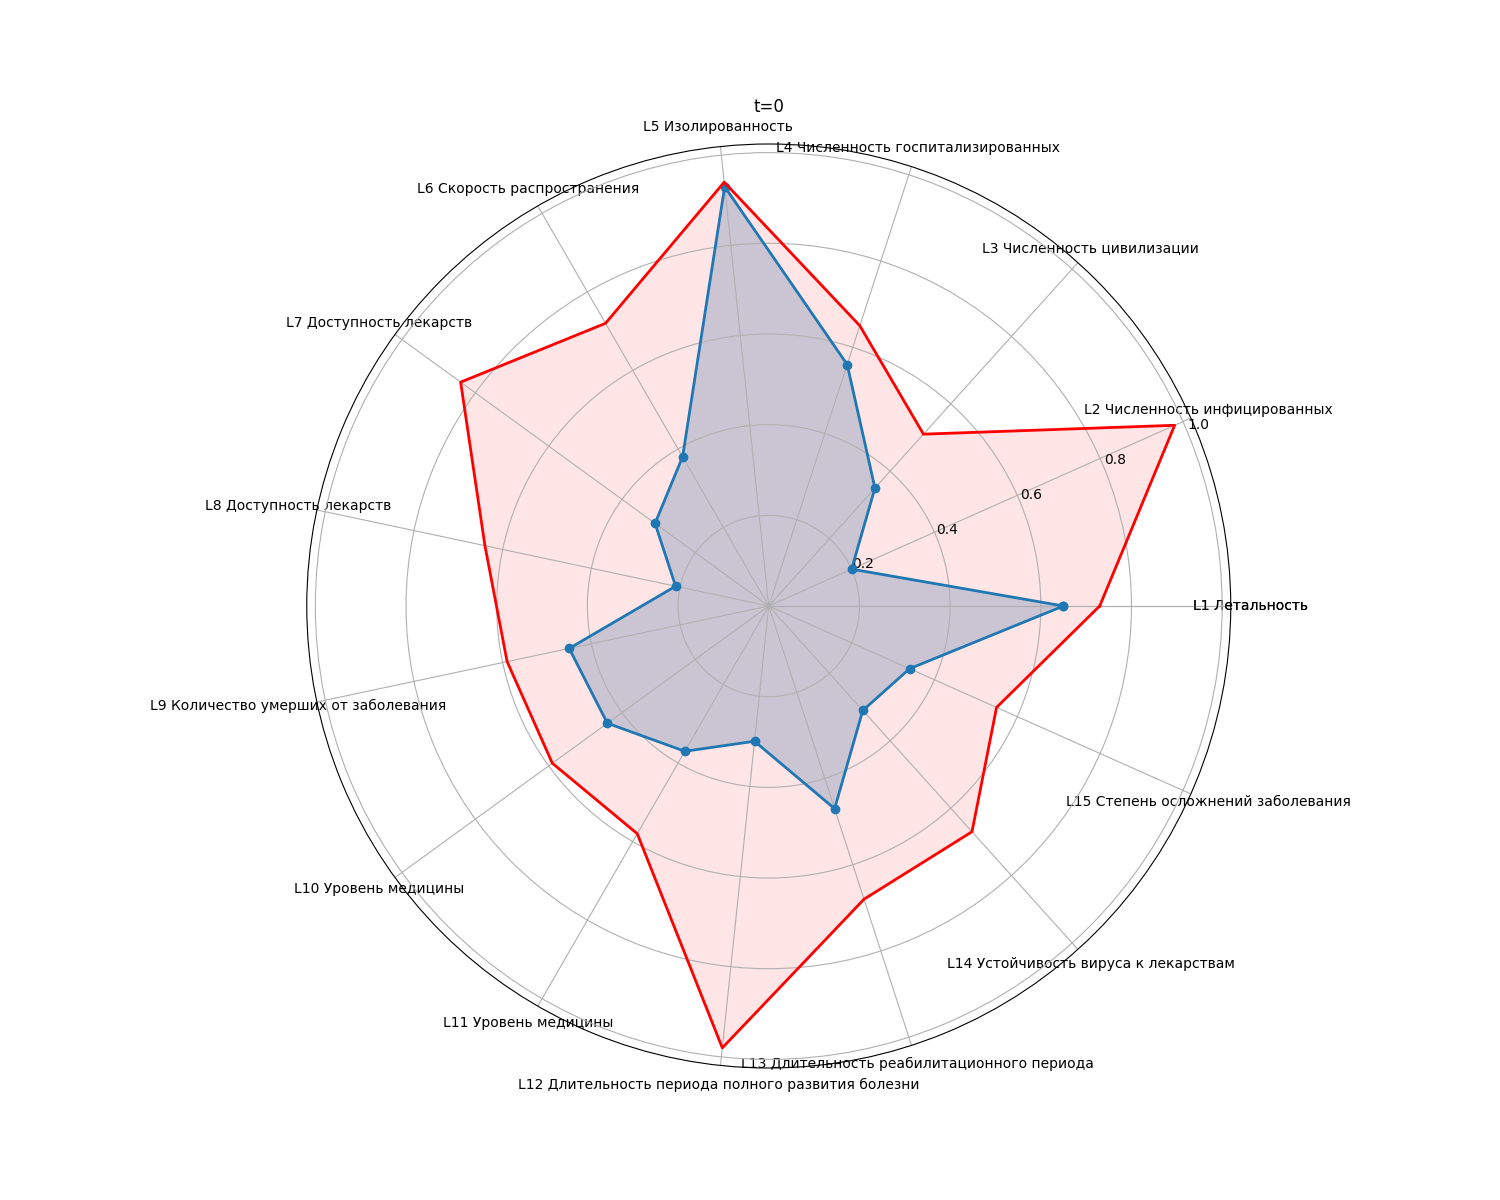 t=0
L5 Изолированность
L4 Численность госпитализированных
L6 Скорость распространения
L3 Численность цивилизации
L7 Доступность лекарств
L2 Численность инфицированных
1.0
0.8
0.6
0.4
0.2
L8 Доступность лекарств
L1 Летальность
L9 Количество умерших от заболевания
L15 Степень осложнений заболевания
L10 Уровень медицины
L14 Устойчивость вируса к лекарствам
L11 Уровень медицины
L13 Длительность реабилитационного периода
L12 Длительность периода полного развития болезни